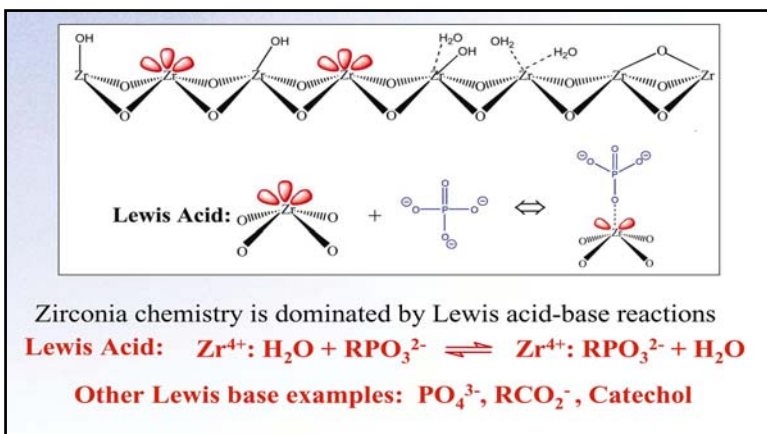 OH OH H₂O OH OH₂ H₂O O
Zr O Zr O Zr O Zr O Zr O Zr O Zr O Zr
O O O O O O O
Lewis Acid: O O Zr O O + ⊖O O P O⊖ O⊖ ⇔ ⊖O O P O⊖ O Zr O O O O
Zirconia chemistry is dominated by Lewis acid-base reactions
Lewis Acid: Zr⁴⁺: H₂O + RPO₃²⁻ ⇌ Zr⁴⁺: RPO₃²⁻ + H₂O
Other Lewis base examples: PO₄³⁻, RCO₂⁻, Catechol